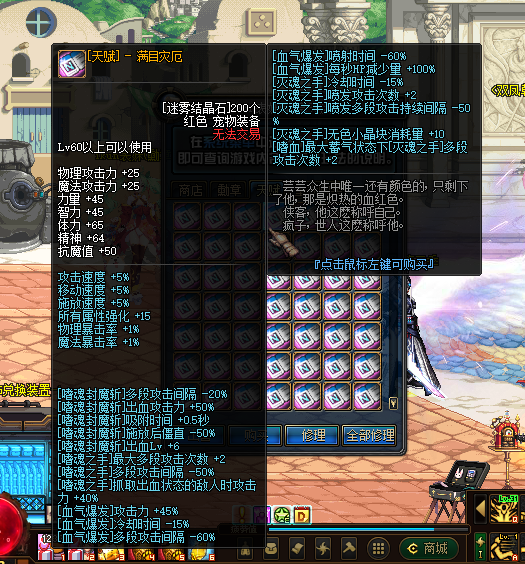 [天赋] - 满目灾厄
[迷雾结晶石]200个
红色 宠物装备
无法交易
Lv60以上可以使用
物理攻击力 +25
魔法攻击力 +25
力量 +45
智力 +45
体力 +65
精神 +64
抗魔值 +50
攻击速度 +5%
移动速度 +5%
施放速度 +5%
所有属性强化 +15
物理暴击率 +1%
魔法暴击率 +1%
[嗜魂封魔斩]多段攻击间隔 -20%
[嗜魂封魔斩]出血攻击力 +50%
[嗜魂封魔斩]吸附时间 +0.5秒
[嗜魂封魔斩]施放后僵直 -50%
[嗜魂封魔斩]出血Lv +6
[嗜魂之手]最大多段攻击次数 +2
[嗜魂之手]多段攻击间隔 -50%
[嗜魂之手]抓取出血状态的敌人时攻击
力 +40%
[血气爆发]攻击力 +45%
[血气爆发]冷却时间 -15%
[血气爆发]多段攻击间隔 -60%
[血气爆发]喷射时间 -60%
[血气爆发]每秒HP减少量 +100%
[灭魂之手]冷却时间 -15%
[灭魂之手]喷发攻击次数 +2
[灭魂之手]喷发多段攻击持续间隔 -50
%
[灭魂之手]无色小晶块消耗量 +10
[嗜血]最大蓄气状态下[灭魂之手]多段
攻击次数 +2
芸芸众生中唯一还有颜色的，只剩下
了他，那是炽热的血红色。
侠客，他这麽称呼自己。
疯子，世人这麽称呼他。
『点击鼠标左键可购买』
商店
勳章
天赋
修理
全部修理
兑换装置
商城